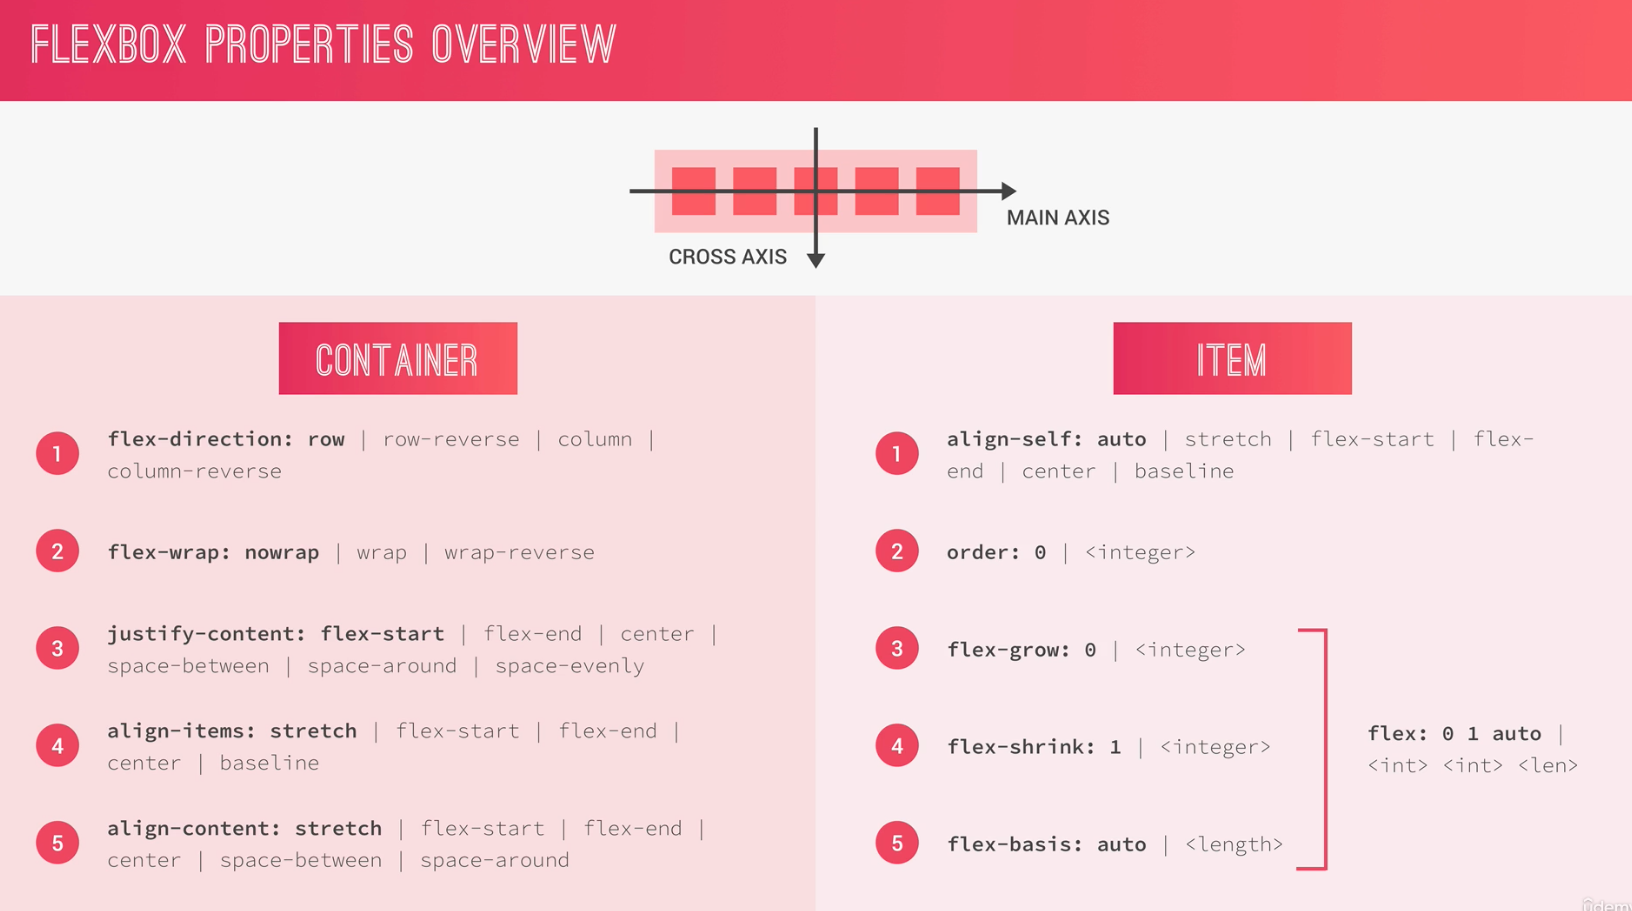 FLEXBOX PROPERTIES OVERVIEW
MAIN AXIS
CROSS AXIS
CONTAINER
1 flex-direction: row | row-reverse | column |
column-reverse
2 flex-wrap: nowrap | wrap | wrap-reverse
3 justify-content: flex-start | flex-end | center |
space-between | space-around | space-evenly
4 align-items: stretch | flex-start | flex-end |
center | baseline
5 align-content: stretch | flex-start | flex-end |
center | space-between | space-around
ITEM
1 align-self: auto | stretch | flex-start | flex-
end | center | baseline
2 order: 0 | <integer>
3 flex-grow: 0 | <integer>
4 flex-shrink: 1 | <integer>
5 flex-basis: auto | <length>
flex: 0 1 auto |
<int> <int> <len>